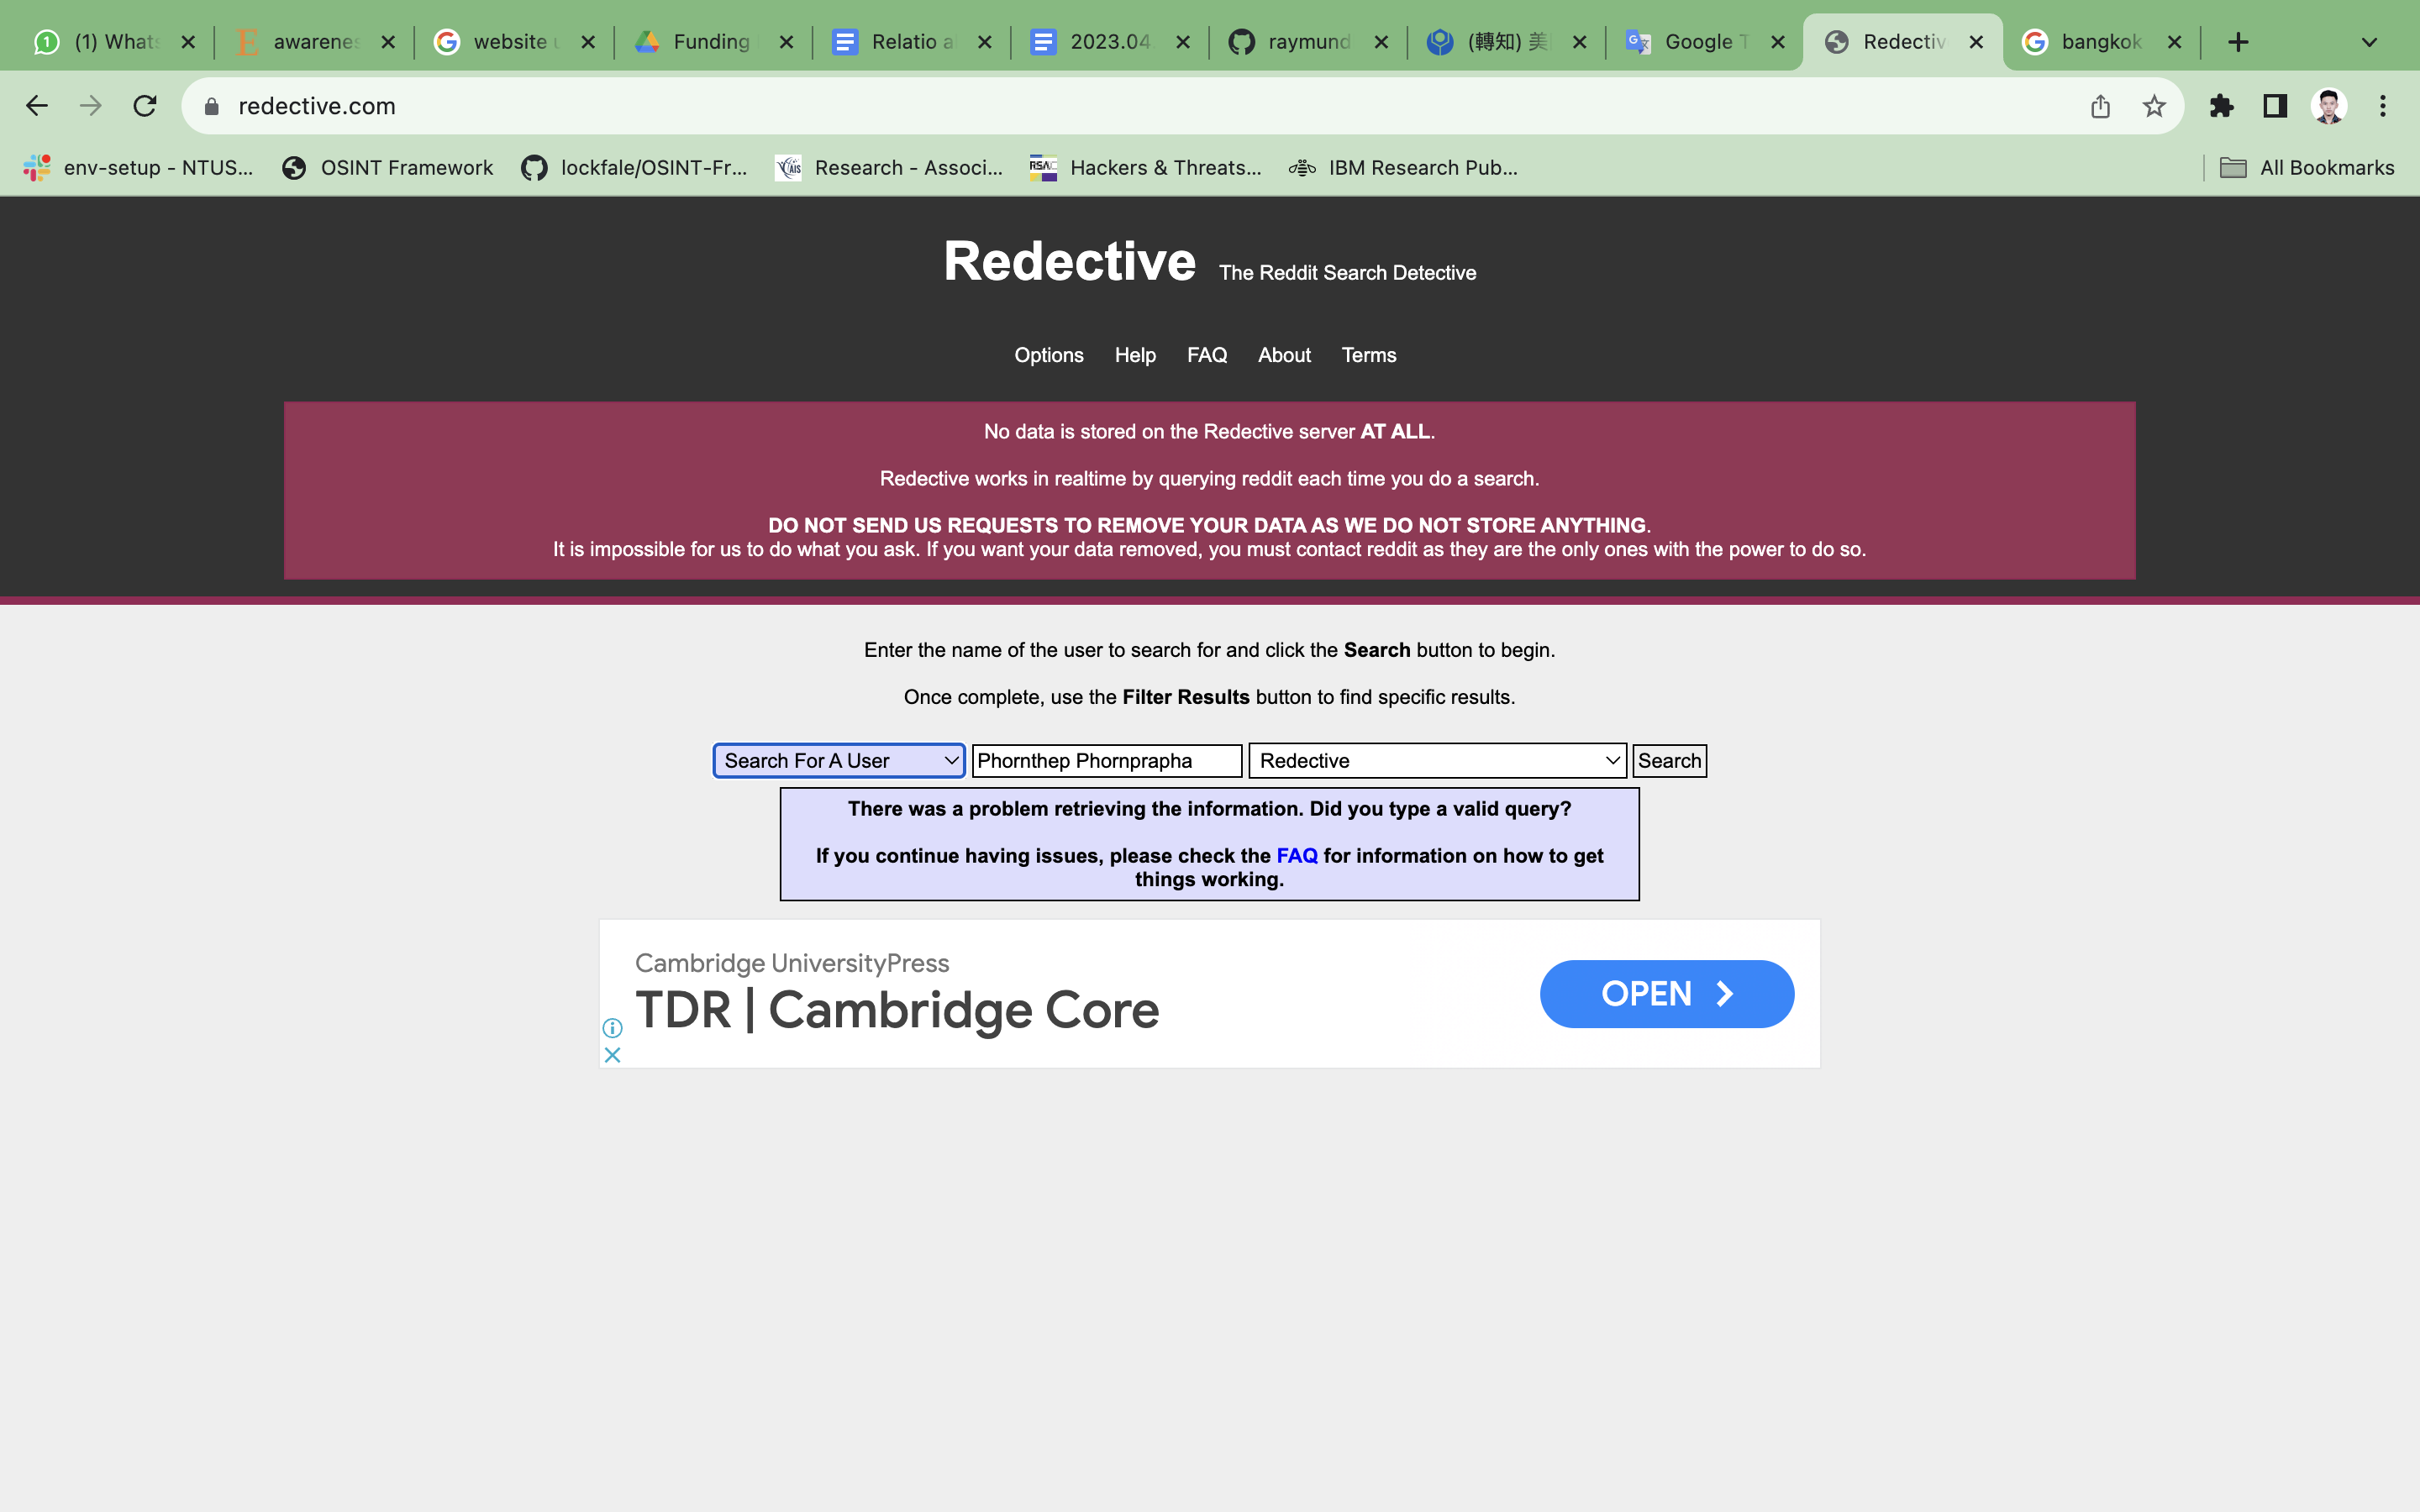 (1) Whats
awarenes
website u
Funding
Relatio a
2023.04
raymund
(轉知) 美
Google T
Redectiv
bangkok
redective.com
env-setup - NTUS...
OSINT Framework
lockfale/OSINT-Fr...
Research - Associ...
Hackers & Threats...
IBM Research Pub...
All Bookmarks
Redective The Reddit Search Detective
Options Help FAQ About Terms
No data is stored on the Redective server AT ALL.
Redective works in realtime by querying reddit each time you do a search.
DO NOT SEND US REQUESTS TO REMOVE YOUR DATA AS WE DO NOT STORE ANYTHING.
It is impossible for us to do what you ask. If you want your data removed, you must contact reddit as they are the only ones with the power to do so.
Enter the name of the user to search for and click the Search button to begin.
Once complete, use the Filter Results button to find specific results.
Search For A User Phornthep Phornprapha Redective Search
There was a problem retrieving the information. Did you type a valid query?
If you continue having issues, please check the FAQ for information on how to get
things working.
Cambridge UniversityPress
TDR | Cambridge Core
OPEN